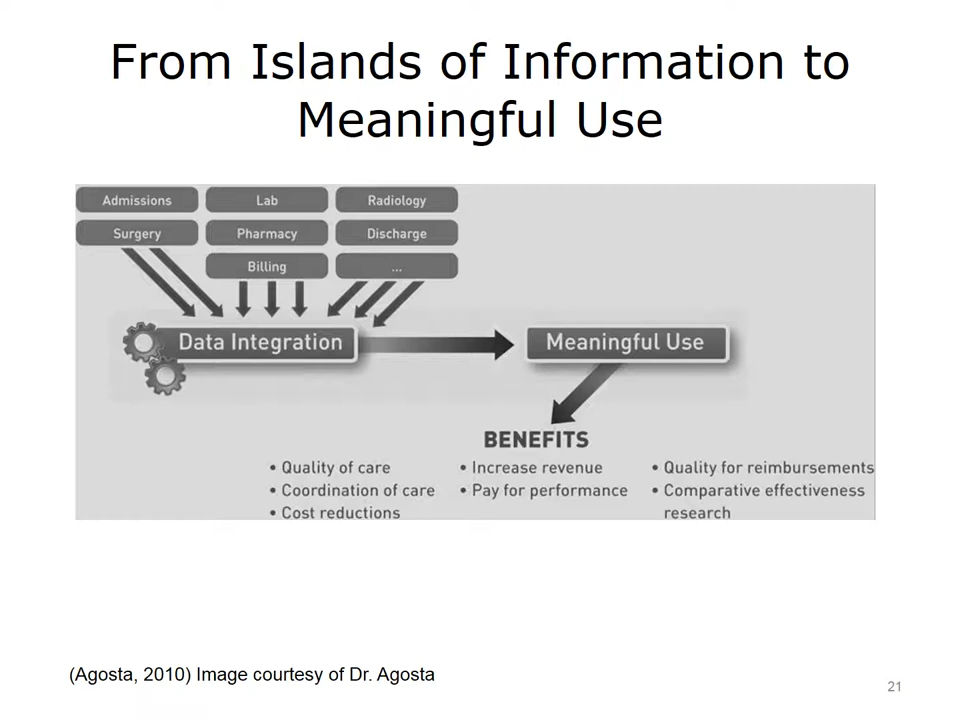 From Islands of Information to
Meaningful Use
Admissions
Lab
Radiology
Surgery
Pharmacy
Discharge
Billing
...
Data Integration
Meaningful Use
BENEFITS
• Quality of care
• Coordination of care
• Cost reductions
• Increase revenue
• Pay for performance
• Quality for reimbursements
• Comparative effectiveness
research
(Agosta, 2010) Image courtesy of Dr. Agosta
21